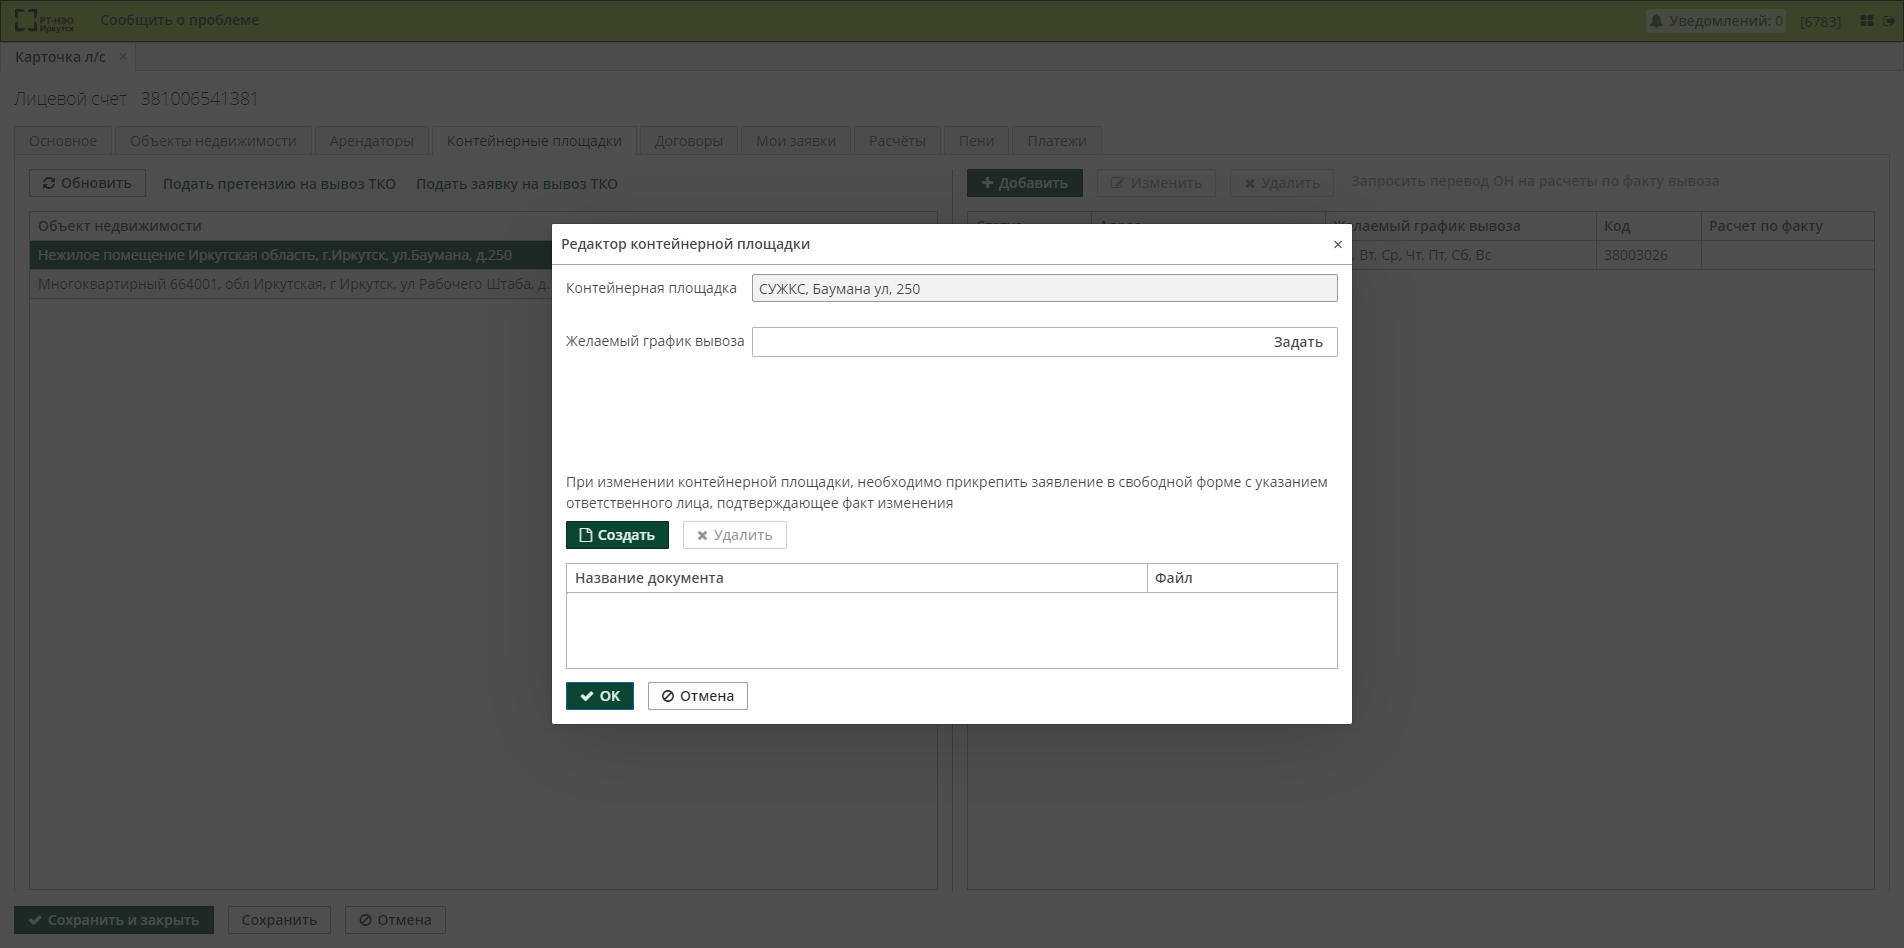 РТ-НЭО
Иркутск
Сообщить о проблеме
Уведомлений: 0
[6783]
Карточка л/с ×
Лицевой счет 381006541381
Основное
Объекты недвижимости
Арендаторы
Контейнерные площадки
Договоры
Мои заявки
Расчёты
Пени
Платежи
Обновить
Подать претензию на вывоз ТКО
Подать заявку на вывоз ТКО
Добавить
Изменить
Удалить
Запросить перевод ОН на расчеты по факту вывоза
Объект недвижимости
Нежилое помещение Иркутская область, г.Иркутск, ул.Баумана, д.250
Многоквартирный 664001, обл Иркутская, г Иркутск, ул Рабочего Штаба, д.
Желаемый график вывоза
Код
Расчет по факту
, Вт, Ср, Чт, Пт, Сб, Вс
38003026
Редактор контейнерной площадки ×
Контейнерная площадка
СУЖКС, Баумана ул, 250
Желаемый график вывоза
Задать
При изменении контейнерной площадки, необходимо прикрепить заявление в свободной форме с указанием
ответственного лица, подтверждающее факт изменения
Создать
Удалить
Название документа
Файл
ОК
Отмена
Сохранить и закрыть
Сохранить
Отмена